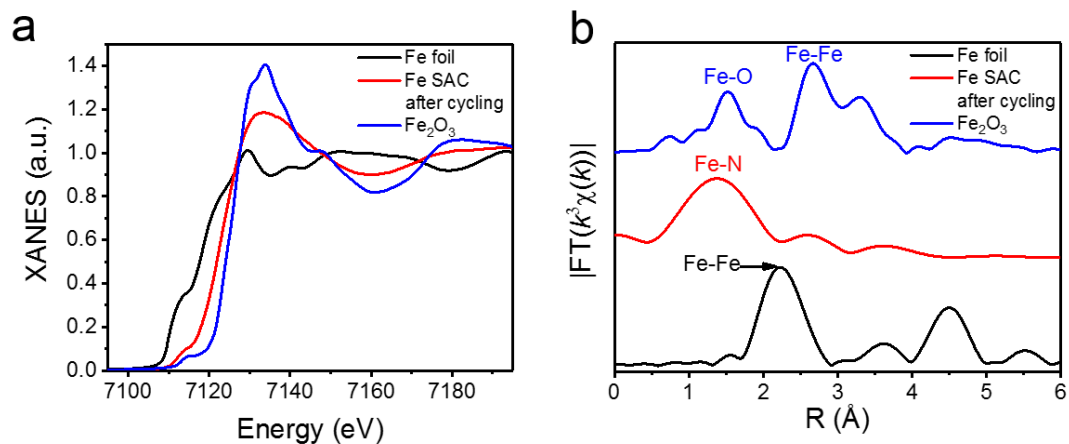 a
XANES (a.u.)
1.4
1.2
1.0
0.8
0.6
0.4
0.2
0.0
Fe foil
Fe SAC
after cycling
Fe₂O₃
7100 7120 7140 7160 7180
Energy (eV)
b
|FT(k³χ(k))|
Fe-O
Fe-Fe
Fe foil
Fe SAC
after cycling
Fe₂O₃
Fe-N
Fe-Fe
0 1 2 3 4 5 6
R (Å)